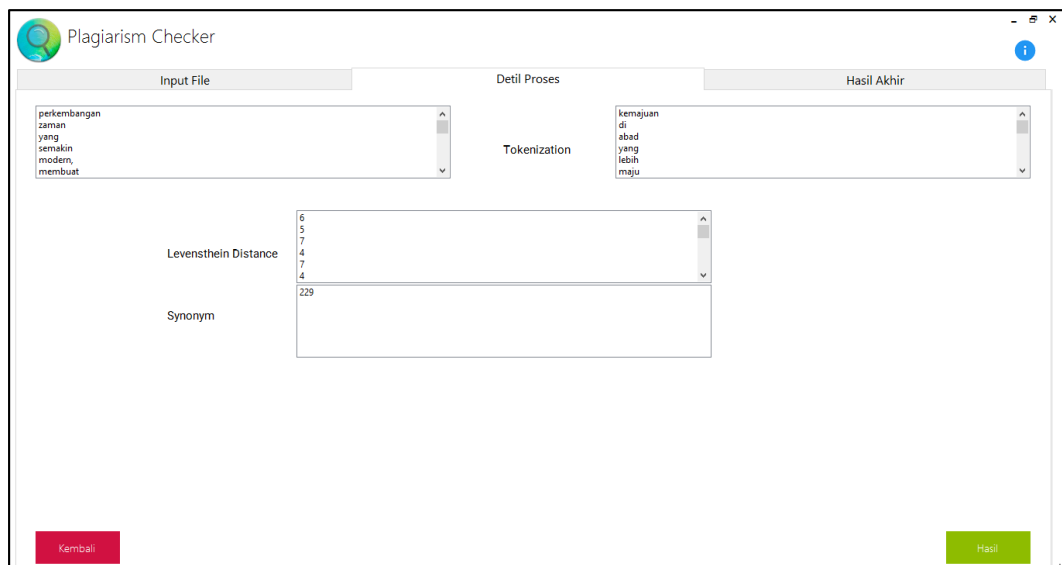 Plagiarism Checker
Input File
Detil Proses
Hasil Akhir
perkembangan
zaman
yang
semakin
modern,
membuat
Tokenization
kemajuan
di
abad
yang
lebih
maju
Levensthein Distance
6
5
7
4
7
4
Synonym
229
Kembali
Hasil